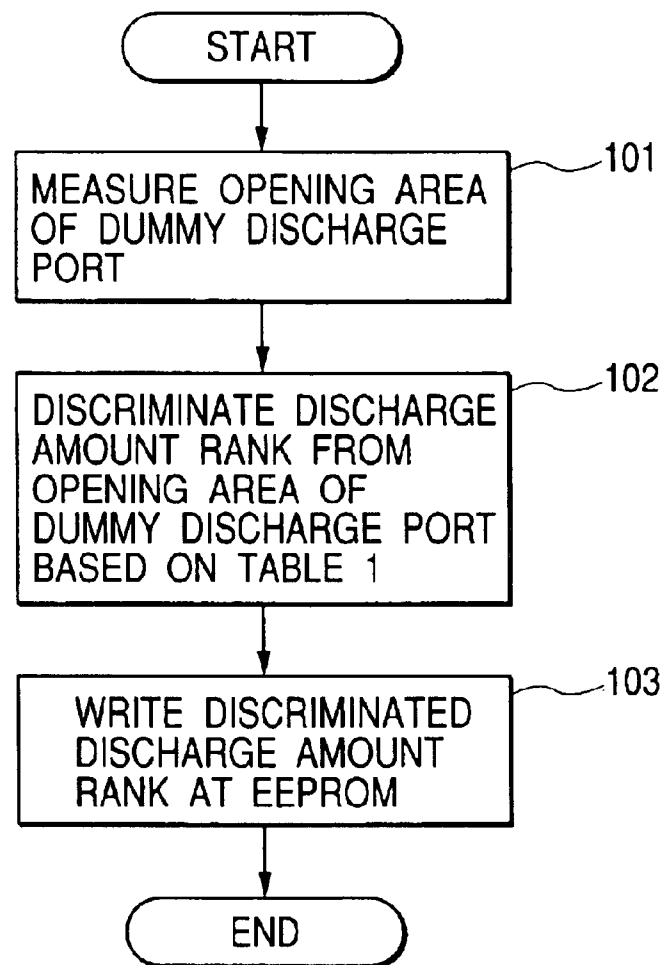 START
101
MEASURE OPENING AREA
OF DUMMY DISCHARGE
PORT
102
DISCRIMINATE DISCHARGE
AMOUNT RANK FROM
OPENING AREA OF
DUMMY DISCHARGE PORT
BASED ON TABLE 1
103
WRITE DISCRIMINATED
DISCHARGE AMOUNT
RANK AT EEPROM
END